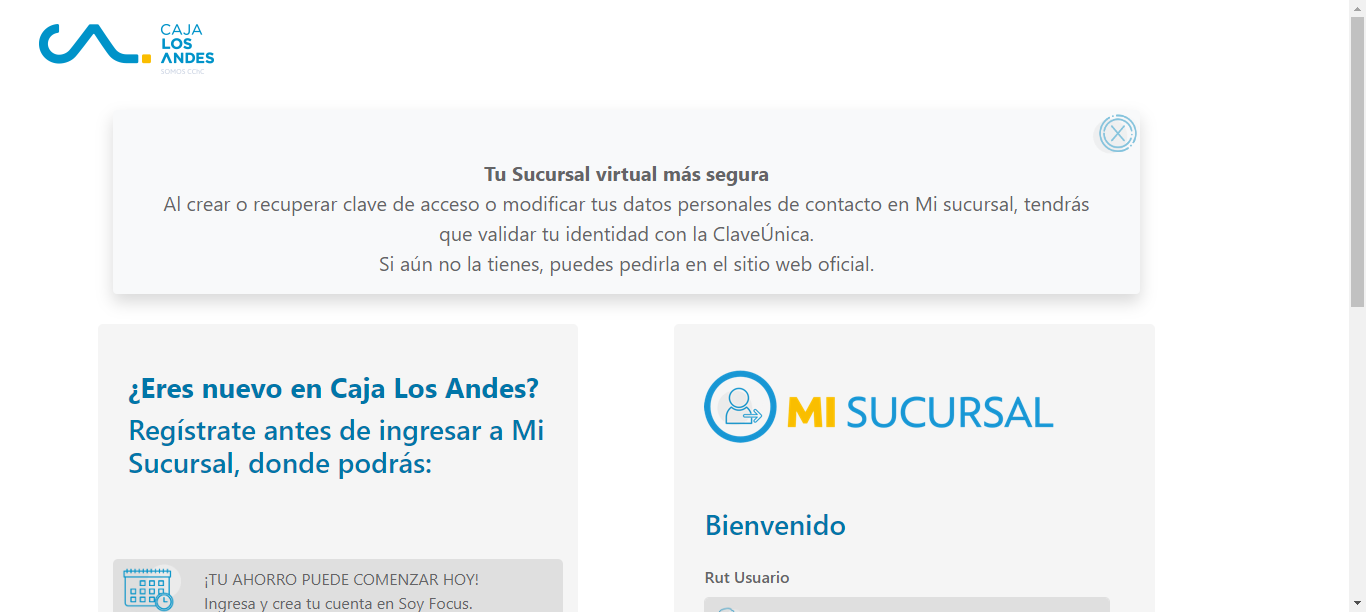 CAJA
LOS
ANDES
SOMOS CCHC
Tu Sucursal virtual más segura
Al crear o recuperar clave de acceso o modificar tus datos personales de contacto en Mi sucursal, tendrás
que validar tu identidad con la ClaveÚnica.
Si aún no la tienes, puedes pedirla en el sitio web oficial.
¿Eres nuevo en Caja Los Andes?
Regístrate antes de ingresar a Mi
Sucursal, donde podrás:
¡TU AHORRO PUEDE COMENZAR HOY!
Ingresa y crea tu cuenta en Soy Focus.
MI SUCURSAL
Bienvenido
Rut Usuario